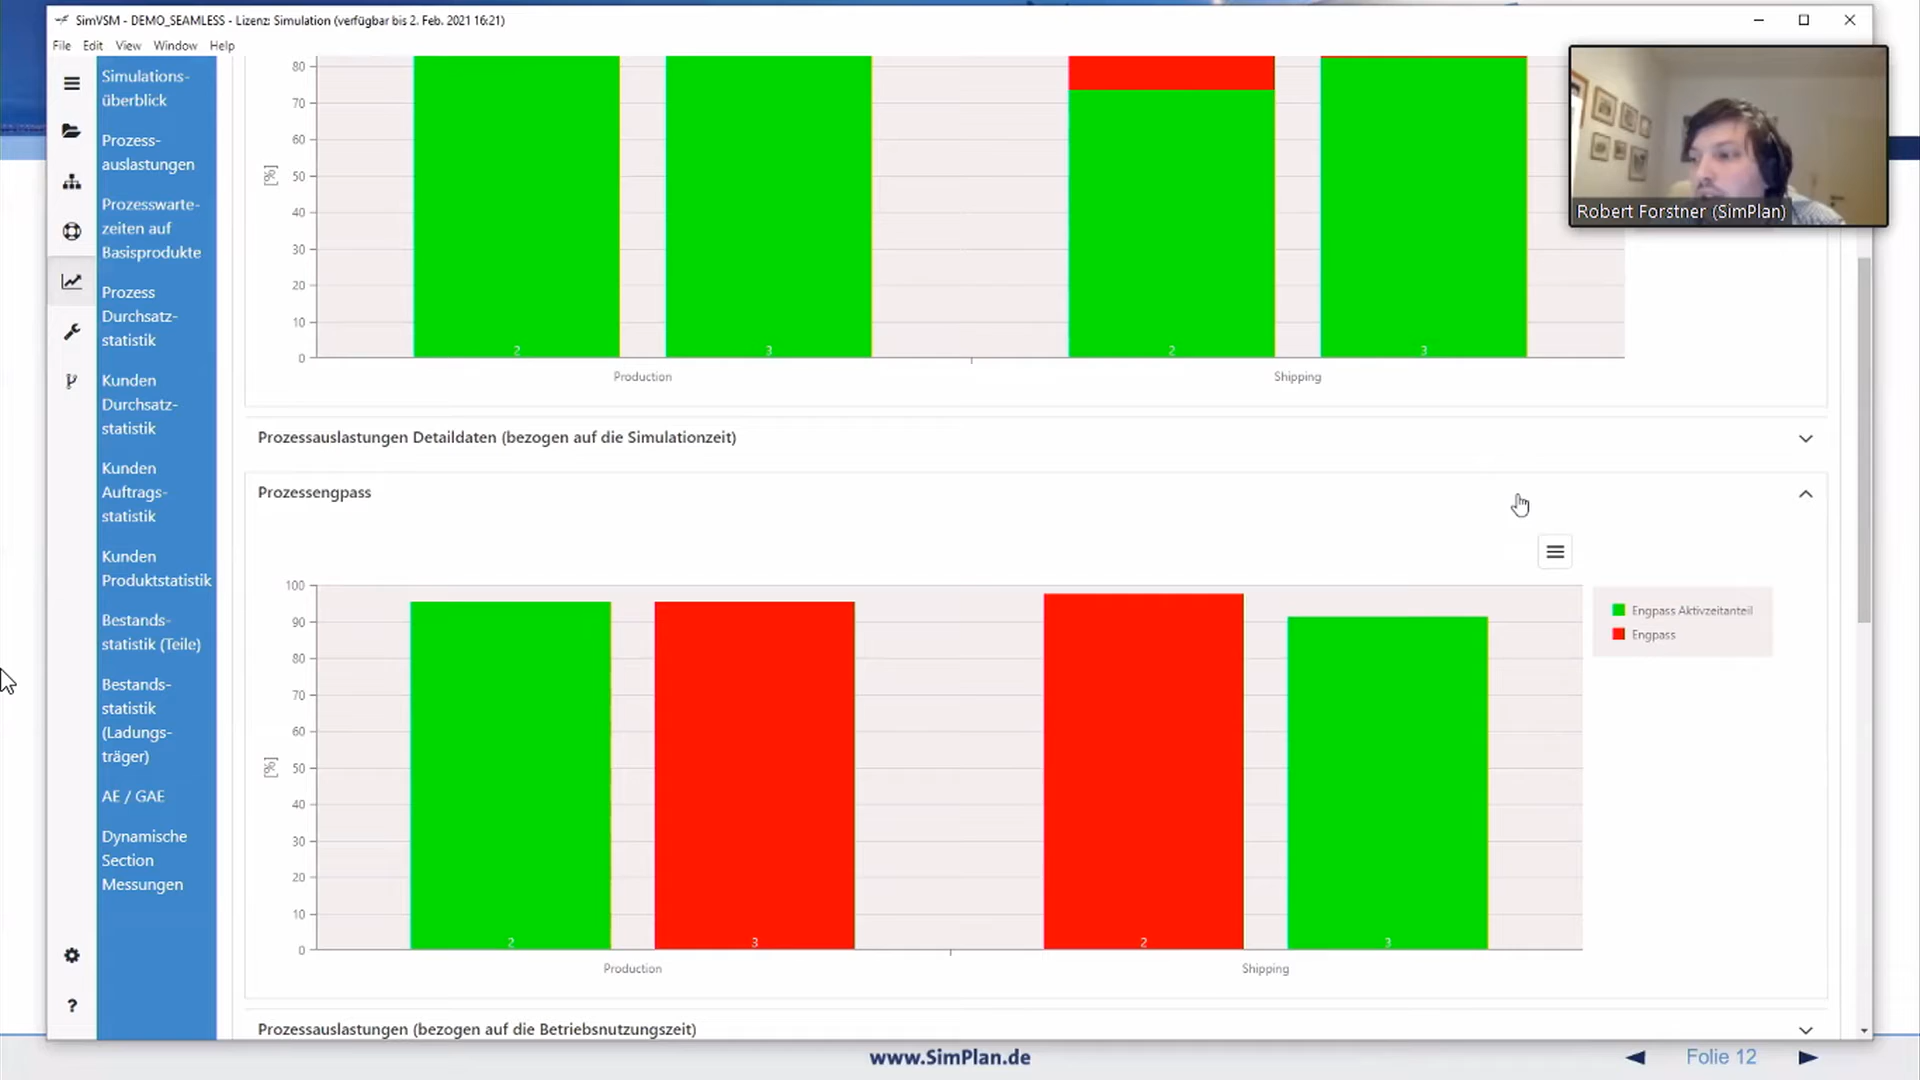 SimVSM - DEMO_SEAMLESS - Lizenz: Simulation (verfügbar bis 2. Feb. 2021 16:21)
File Edit View Window Help
Simulations-
überblick
Prozess-
auslastungen
Prozesswarte-
zeiten auf
Basisprodukte
Prozess
Durchsatz-
statistik
Kunden
Durchsatz-
statistik
Kunden
Auftrags-
statistik
Kunden
Produktstatistik
Bestands-
statistik (Teile)
Bestands-
statistik
(Ladungs-
träger)
AE / GAE
Dynamische
Section
Messungen
?
80
70
60
50
40
30
20
10
0
[%]
2 3 2 3
Production Shipping
Robert Forstner (SimPlan)
Prozessauslastungen Detaildaten (bezogen auf die Simulationzeit)
Prozessengpass
100
90
80
70
60
50
40
30
20
10
0
[%]
2 3 2 3
Production Shipping
Engpass Aktivzeitanteil
Engpass
Prozessauslastungen (bezogen auf die Betriebsnutzungszeit)
www.SimPlan.de
Folie 12